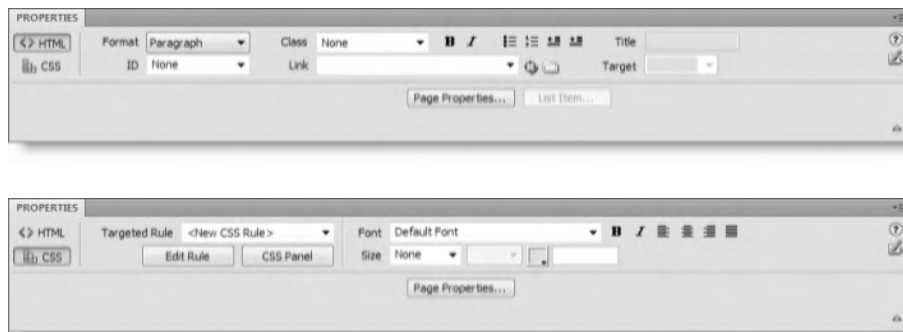 PROPERTIES
<> HTML Format Paragraph Class None B I Title
CSS ID None Link Target
Page Properties... List Item...
PROPERTIES
<> HTML Targeted Rule <New CSS Rule> Font Default Font B I
CSS Edit Rule CSS Panel Size None
Page Properties...